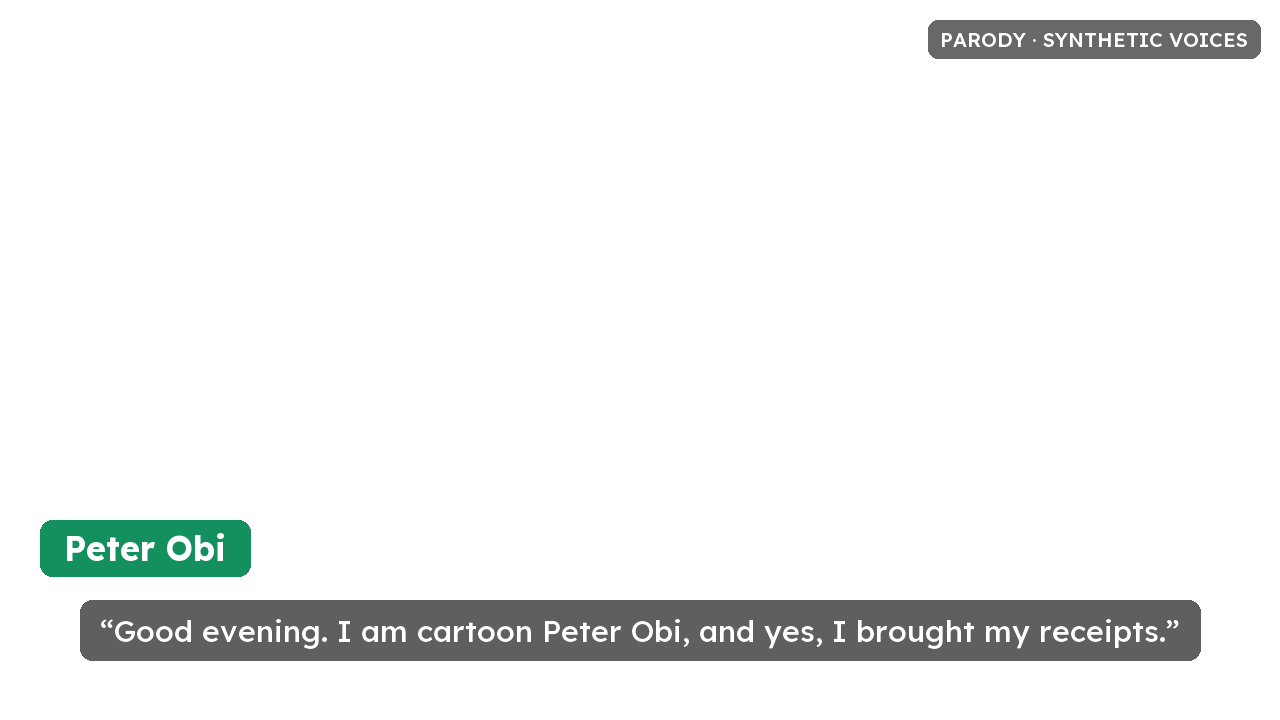 PARODY · SYNTHETIC VOICES
Peter Obi
“Good evening. I am cartoon Peter Obi, and yes, I brought my receipts.”